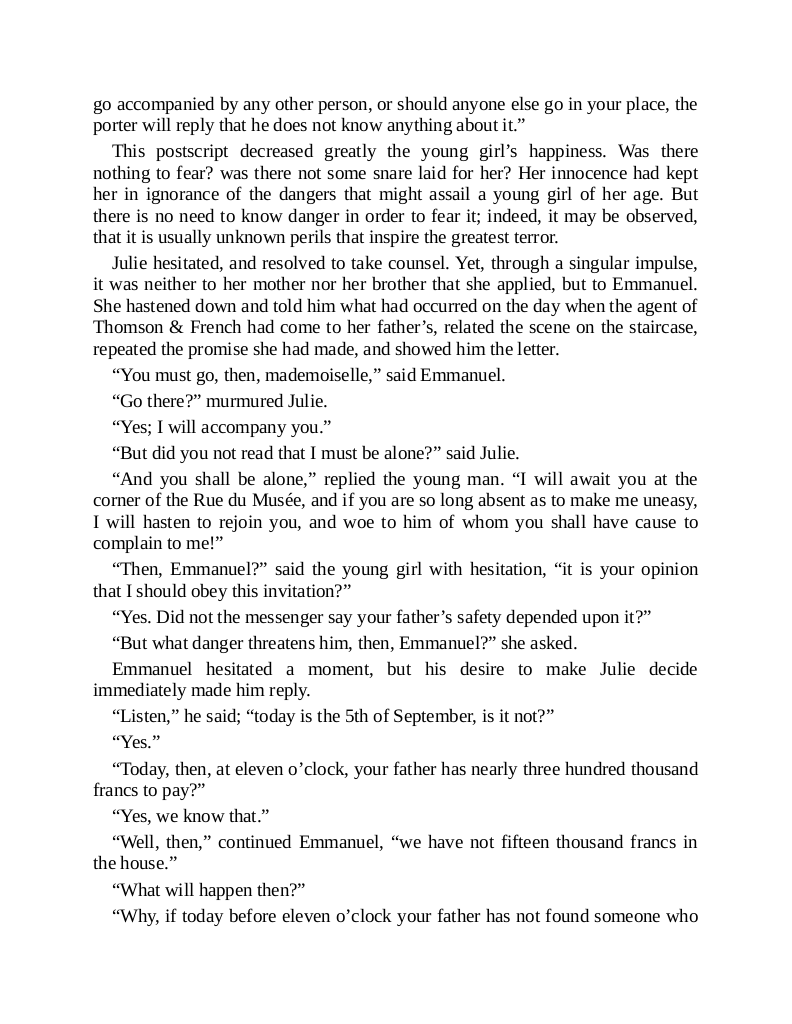 go accompanied by any other person, or should anyone else go in your place, the
porter will reply that he does not know anything about it.”
This postscript decreased greatly the young girl’s happiness. Was there
nothing to fear? was there not some snare laid for her? Her innocence had kept
her in ignorance of the dangers that might assail a young girl of her age. But
there is no need to know danger in order to fear it; indeed, it may be observed,
that it is usually unknown perils that inspire the greatest terror.
Julie hesitated, and resolved to take counsel. Yet, through a singular impulse,
it was neither to her mother nor her brother that she applied, but to Emmanuel.
She hastened down and told him what had occurred on the day when the agent of
Thomson & French had come to her father’s, related the scene on the staircase,
repeated the promise she had made, and showed him the letter.
“You must go, then, mademoiselle,” said Emmanuel.
“Go there?” murmured Julie.
“Yes; I will accompany you.”
“But did you not read that I must be alone?” said Julie.
“And you shall be alone,” replied the young man. “I will await you at the
corner of the Rue du Musée, and if you are so long absent as to make me uneasy,
I will hasten to rejoin you, and woe to him of whom you shall have cause to
complain to me!”
“Then, Emmanuel?” said the young girl with hesitation, “it is your opinion
that I should obey this invitation?”
“Yes. Did not the messenger say your father’s safety depended upon it?”
“But what danger threatens him, then, Emmanuel?” she asked.
Emmanuel hesitated a moment, but his desire to make Julie decide
immediately made him reply.
“Listen,” he said; “today is the 5th of September, is it not?”
“Yes.”
“Today, then, at eleven o’clock, your father has nearly three hundred thousand
francs to pay?”
“Yes, we know that.”
“Well, then,” continued Emmanuel, “we have not fifteen thousand francs in
the house.”
“What will happen then?”
“Why, if today before eleven o’clock your father has not found someone who